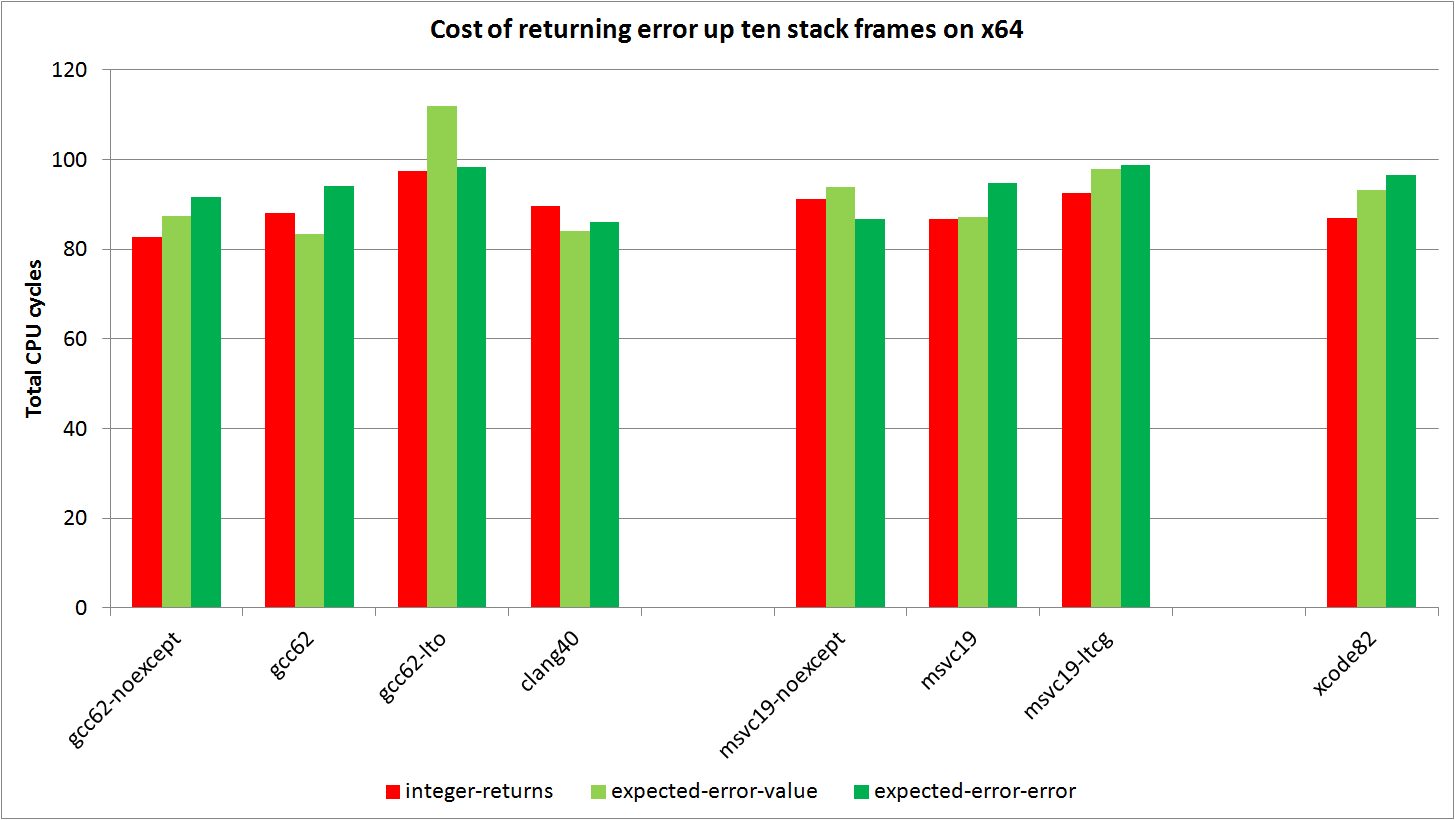 Cost of returning error up ten stack frames on x64
Total CPU cycles
120
100
80
60
40
20
0
gcc62-noexcept
gcc62
gcc62-lto
clang40
msvc19-noexcept
msvc19
msvc19-ltcg
xcode82
integer-returns
expected-error-value
expected-error-error